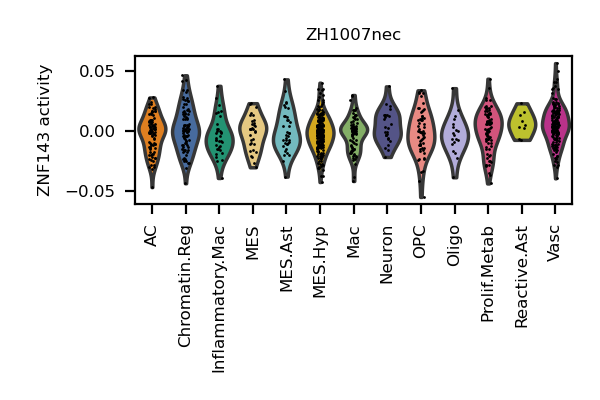 ZH1007nec
ZNF143 activity
0.05
0.00
−0.05
AC
Chromatin.Reg
Inflammatory.Mac
MES
MES.Ast
MES.Hyp
Mac
Neuron
OPC
Oligo
Prolif.Metab
Reactive.Ast
Vasc